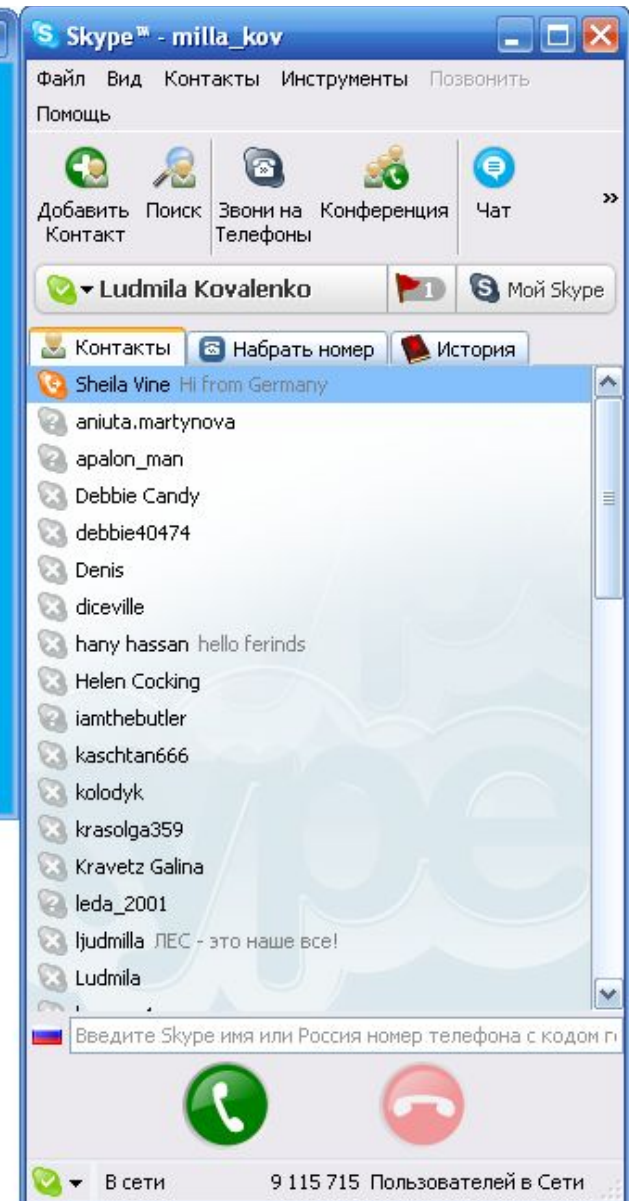 Skype™ - milla_kov
Файл Вид Контакты Инструменты Позвонить
Помощь
Добавить Контакт
Поиск
Звони на Телефоны
Конференция
Чат
»
Ludmila Kovalenko
1
Мой Skype
Контакты
Набрать номер
История
Sheila Vine Hi from Germany
aniuta.martynova
apalon_man
Debbie Candy
debbie40474
Denis
diceville
hany hassan hello ferinds
Helen Cocking
iamthebutler
kaschtan666
kolodyk
krasolga359
Kravetz Galina
leda_2001
ljudmilla ЛЕС - это наше все!
Ludmila
Введите Skype имя или Россия номер телефона с кодом
В сети
9 115 715 Пользователей в Сети